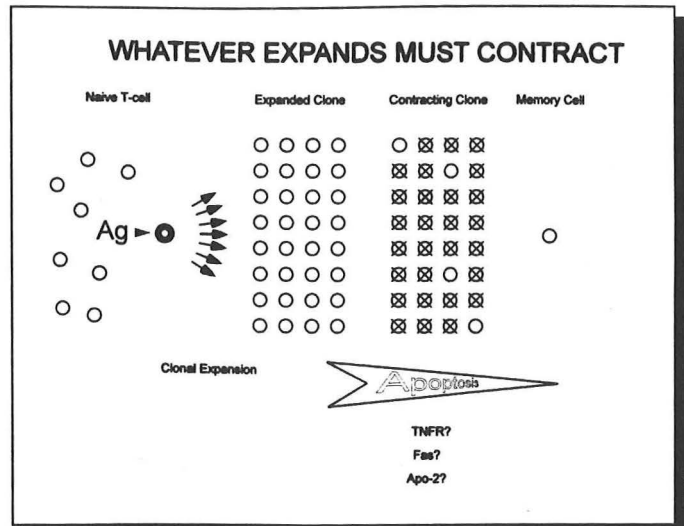 WHATEVER EXPANDS MUST CONTRACT
Naive T-cell Expanded Clone Contracting Clone Memory Cell
Ag
Clonal Expansion
Apoptosis
TNFR?
Fas?
Apo-2?